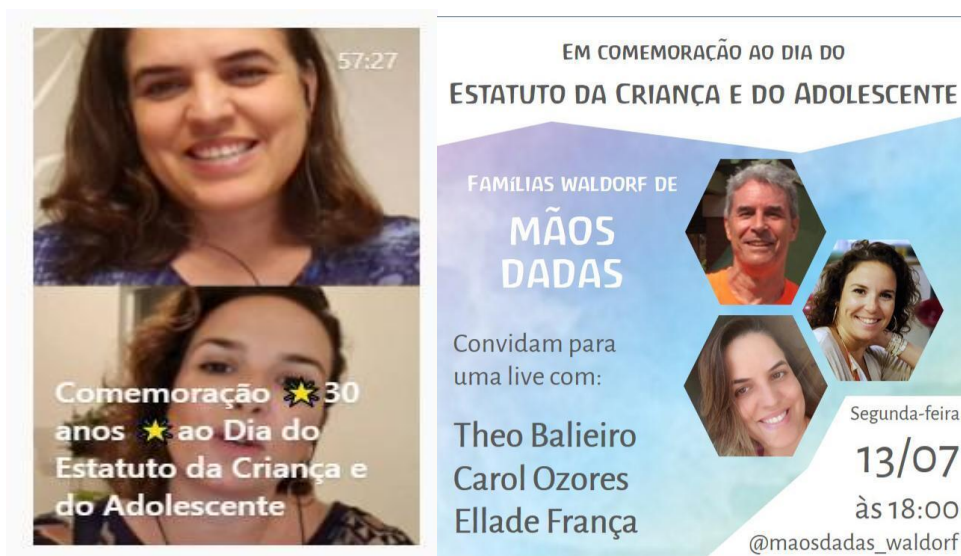 57:27
Comemoração ⭐30
anos ⭐ao Dia do
Estatuto da Criança e
do Adolescente
EM COMEMORAÇÃO AO DIA DO
ESTATUTO DA CRIANÇA E DO ADOLESCENTE
FAMÍLIAS WALDORF DE
MÃOS
DADAS
Convidam para
uma live com:
Theo Balieiro
Carol Ozores
Ellade França
Segunda-feira
13/07
às 18:00
@maosdadas_waldorf